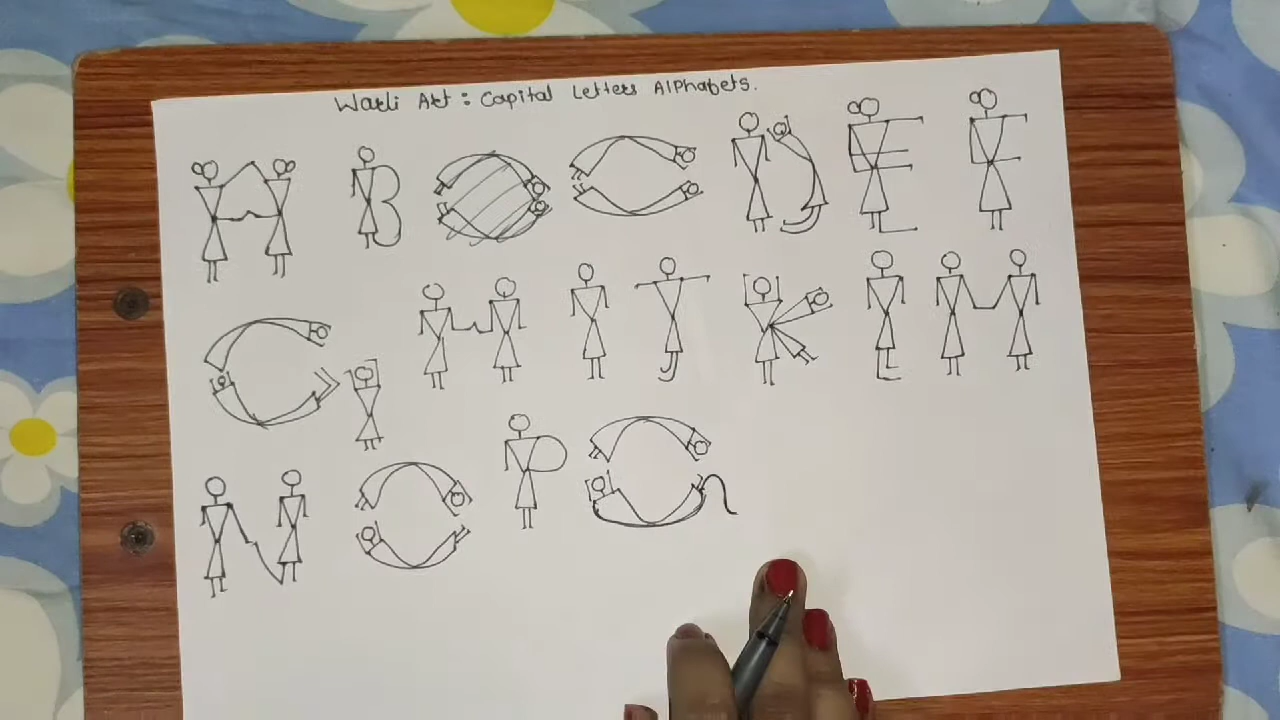 Warli Art : Capital Letters Alphabets.
A B C D E F
G H I J K L M
N O P Q